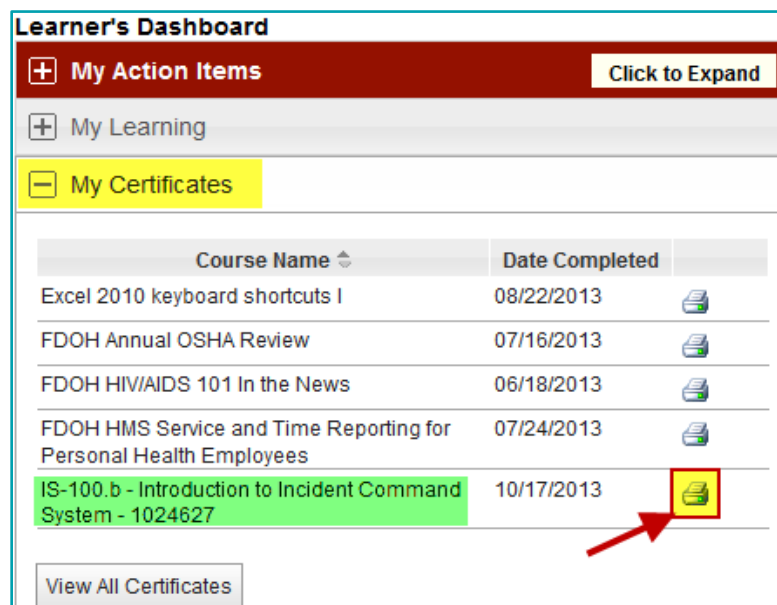 Learner's Dashboard
My Action Items
Click to Expand
My Learning
My Certificates
Course Name
Date Completed
Excel 2010 keyboard shortcuts I
08/22/2013
FDOH Annual OSHA Review
07/16/2013
FDOH HIV/AIDS 101 In the News
06/18/2013
FDOH HMS Service and Time Reporting for
Personal Health Employees
07/24/2013
IS-100.b - Introduction to Incident Command
System - 1024627
10/17/2013
View All Certificates